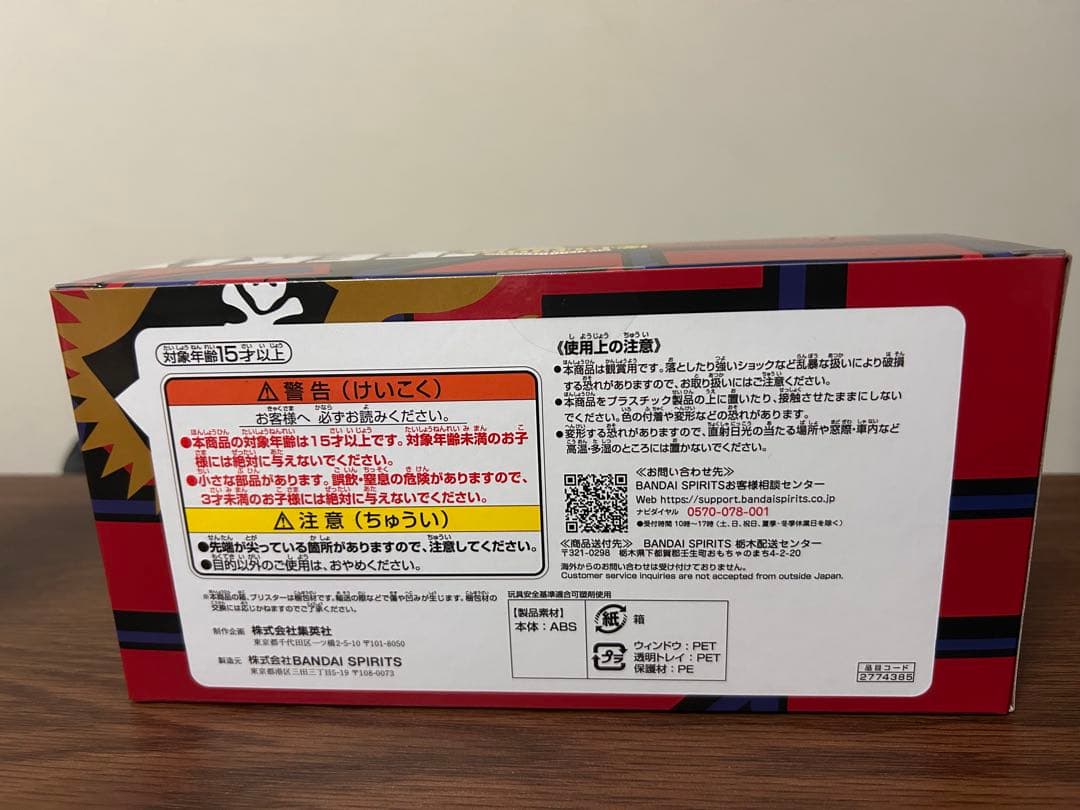 対象年齢15才以上
警告（けいこく）
お客様へ 必ずお読みください。
●本商品の対象年齢は15才以上です。対象年齢未満のお子
様には絶対に与えないでください。
●小さな部品があります。誤飲・窒息の危険がありますので、
3才未満のお子様には絶対に与えないでください。
注意（ちゅうい）
●先端が尖っている箇所がありますので、注意してください。
●目的以外のご使用は、おやめください。
※本商品の箱、ブリスターは梱包材です。輸送の際などで傷や凹みが生じます。梱包材の
交換には応じかねますのでご了承ください。
制作企画 株式会社集英社
東京都千代田区一ツ橋2-5-10 〒101-8050
製造元 株式会社BANDAI SPIRITS
東京都港区三田三丁目5-19 〒108-0073
《使用上の注意》
●本商品は観賞用です。落としたり強いショックなど乱暴な扱いにより破損
する恐れがありますので、お取り扱いにはご注意ください。
●本商品をプラスチック製品の上に置いたり、接触させたままにしない
でください。色の付着や変形などの恐れがあります。
●変形する恐れがありますので、直射日光の当たる場所や窓際・車内など
高温・多湿のところには置かないでください。
≪お問い合わせ先≫
BANDAI SPIRITSお客様相談センター
Web https://support.bandaispirits.co.jp
ナビダイヤル 0570-078-001
●受付時間 10時〜17時（土、日、祝日、夏季・冬季休業日を除く）
≪商品送付先≫ BANDAI SPIRITS 栃木配送センター
〒321-0298 栃木県下都賀郡壬生町おもちゃのまち4-2-20
海外からのお問い合わせは受け付けておりません。
Customer service inquiries are not accepted from outside Japan.
玩具安全基準適合可塑剤使用
【製品素材】
本体：ABS
紙 箱
プラ
ウィンドウ：PET
透明トレイ：PET
保護材：PE
品目コード
2774385